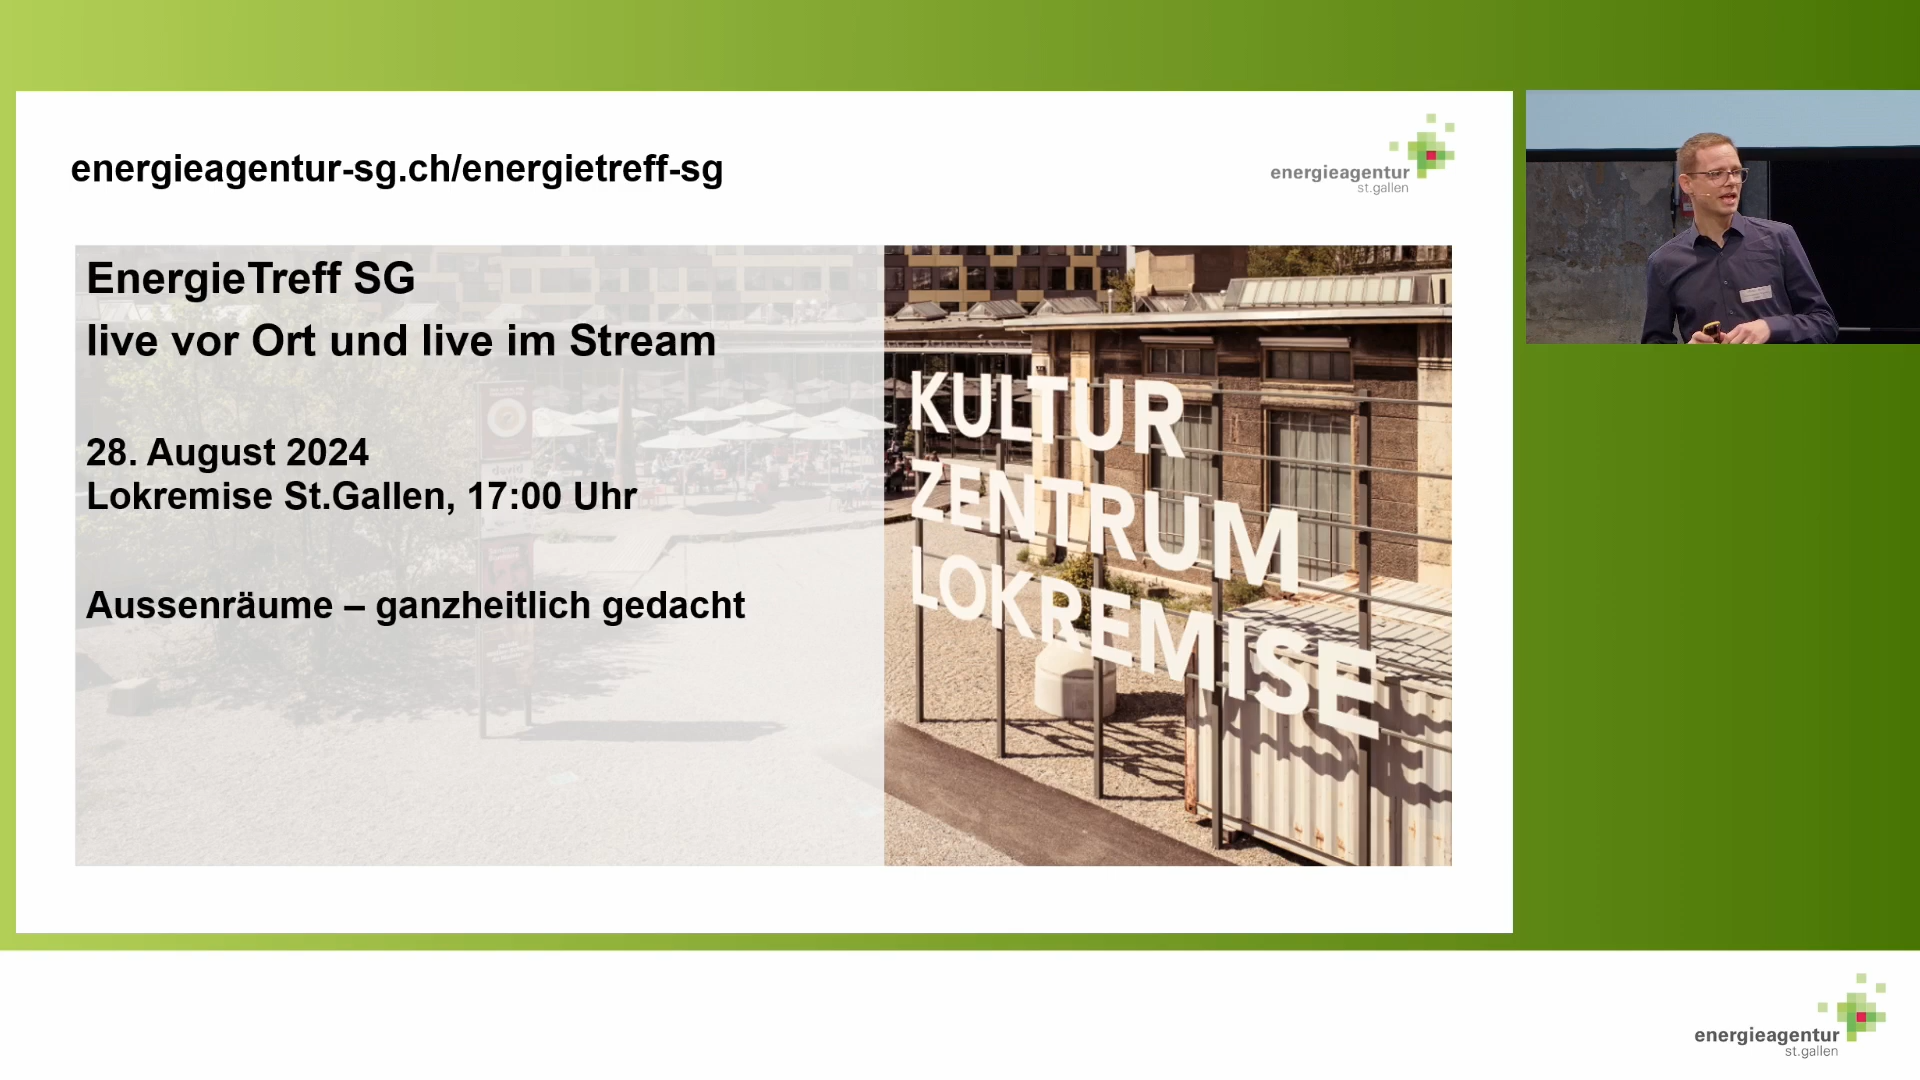 energieagentur-sg.ch/energietreff-sg
energieagentur
st.gallen
EnergieTreff SG
live vor Ort und live im Stream
28. August 2024
Lokremise St.Gallen, 17:00 Uhr
Aussenräume – ganzheitlich gedacht
KULTUR
ZENTRUM
LOKREMISE
energieagentur
st.gallen